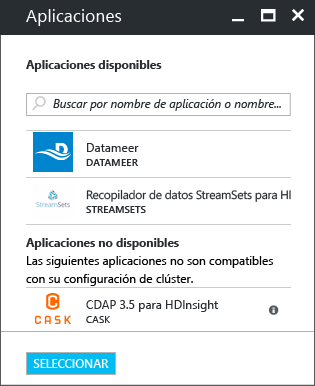 Aplicaciones
Aplicaciones disponibles
Buscar por nombre de aplicación o nombre...
Datameer
DATAMEER
StreamSets
Recopilador de datos StreamSets para HI
STREAMSETS
Aplicaciones no disponibles
Las siguientes aplicaciones no son compatibles
con su configuración de clúster.
CASK
CDAP 3.5 para HDInsight
CASK
SELECCIONAR